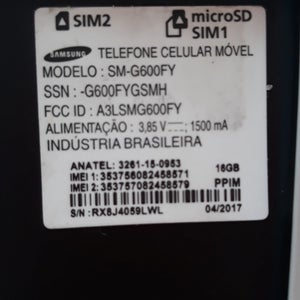 SIM2
microSD
SIM1
SAMSUNG TELEFONE CELULAR MÓVEL
MODELO : SM-G600FY
SSN : -G600FYGSMH
FCC ID : A3LSMG600FY
ALIMENTAÇÃO : 3,85 V⎓; 1500 mA
INDÚSTRIA BRASILEIRA
ANATEL: 3261-15-0953
IMEI 1: 353756082458571 16GB
IMEI 2: 353757082458579 PPIM
S/N : RX8J4059LWL 04/2017